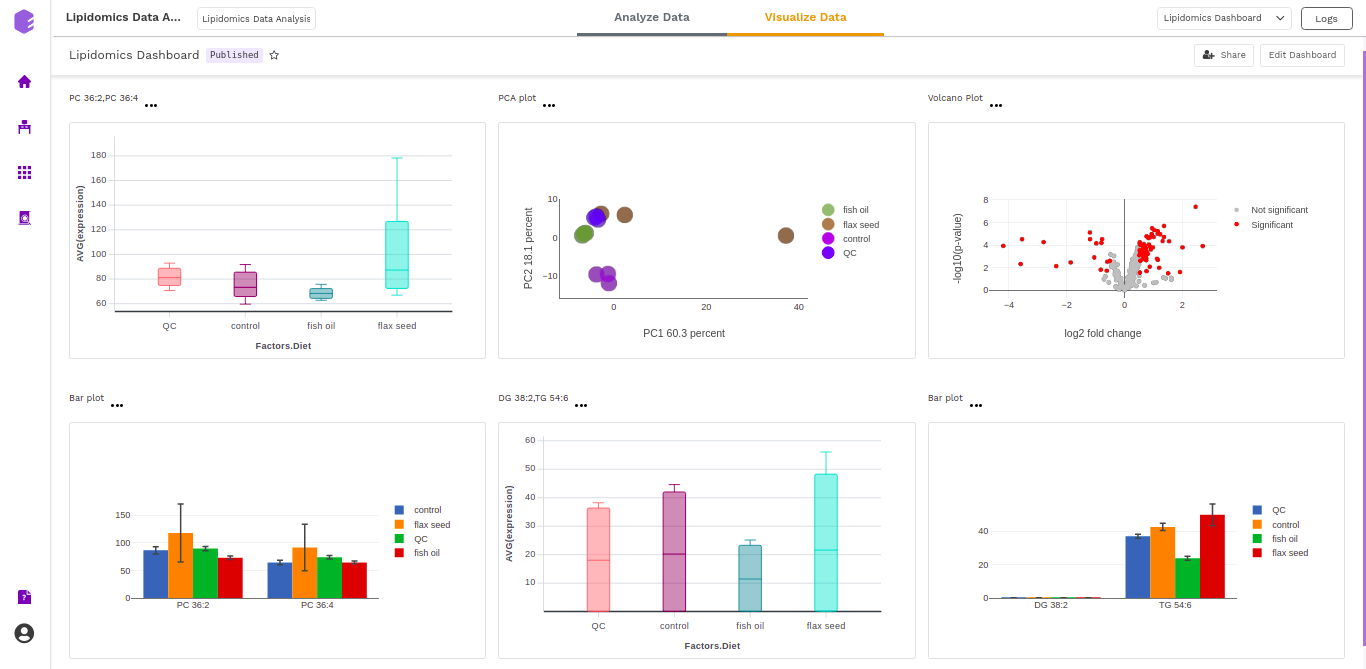 Lipidomics Data A...
Lipidomics Data Analysis
Analyze Data
Visualize Data
Lipidomics Dashboard
Logs
Lipidomics Dashboard
Published
Share
Edit Dashboard
PC 36:2,PC 36:4
180
160
140
120
100
80
60
AVG(expression)
QC
control
fish oil
flax seed
Factors.Diet
PCA plot
10
0
−10
PC2 18.1 percent
0
20
40
PC1 60.3 percent
fish oil
flax seed
control
QC
Volcano Plot
8
6
4
2
0
-log10(p-value)
−4
−2
0
2
log2 fold change
Not significant
Significant
Bar plot
150
100
50
0
PC 36:2
PC 36:4
control
flax seed
QC
fish oil
DG 38:2,TG 54:6
60
50
40
30
20
10
AVG(expression)
QC
control
fish oil
flax seed
Factors.Diet
Bar plot
40
20
0
DG 38:2
TG 54:6
QC
control
fish oil
flax seed
?